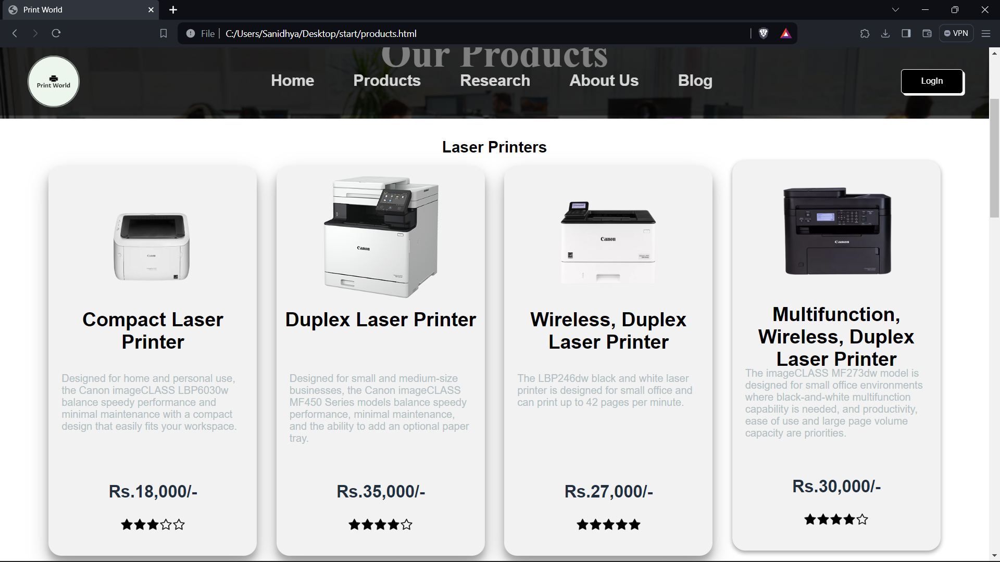 Print World
File
C:/Users/Sanidhya/Desktop/start/products.html
VPN
Our Products
Print World
Home
Products
Research
About Us
Blog
LogIn
Laser Printers
Canon
Canon
Canon
Canon
Compact Laser
Printer
Designed for home and personal use,
the Canon imageCLASS LBP6030w
balance speedy performance and
minimal maintenance with a compact
design that easily fits your workspace.
Rs.18,000/-
Duplex Laser Printer
Designed for small and medium-size
businesses, the Canon imageCLASS
MF450 Series models balance speedy
performance, minimal maintenance,
and the ability to add an optional paper
tray.
Rs.35,000/-
Wireless, Duplex
Laser Printer
The LBP246dw black and white laser
printer is designed for small office and
can print up to 42 pages per minute.
Rs.27,000/-
Multifunction,
Wireless, Duplex
Laser Printer
The imageCLASS MF273dw model is
designed for small office environments
where black-and-white multifunction
capability is needed, and productivity,
ease of use and large page volume
capacity are priorities.
Rs.30,000/-